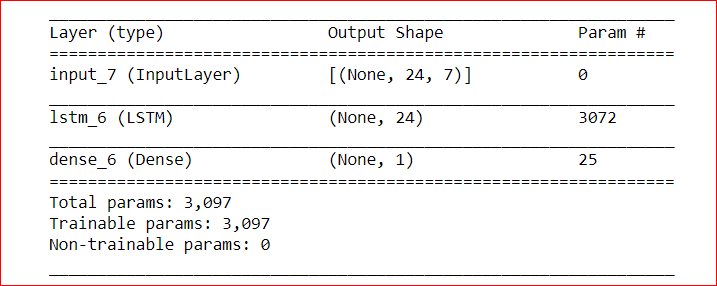 Layer (type) Output Shape Param #
input_7 (InputLayer) [(None, 24, 7)] 0
lstm_6 (LSTM) (None, 24) 3072
dense_6 (Dense) (None, 1) 25
Total params: 3,097
Trainable params: 3,097
Non-trainable params: 0